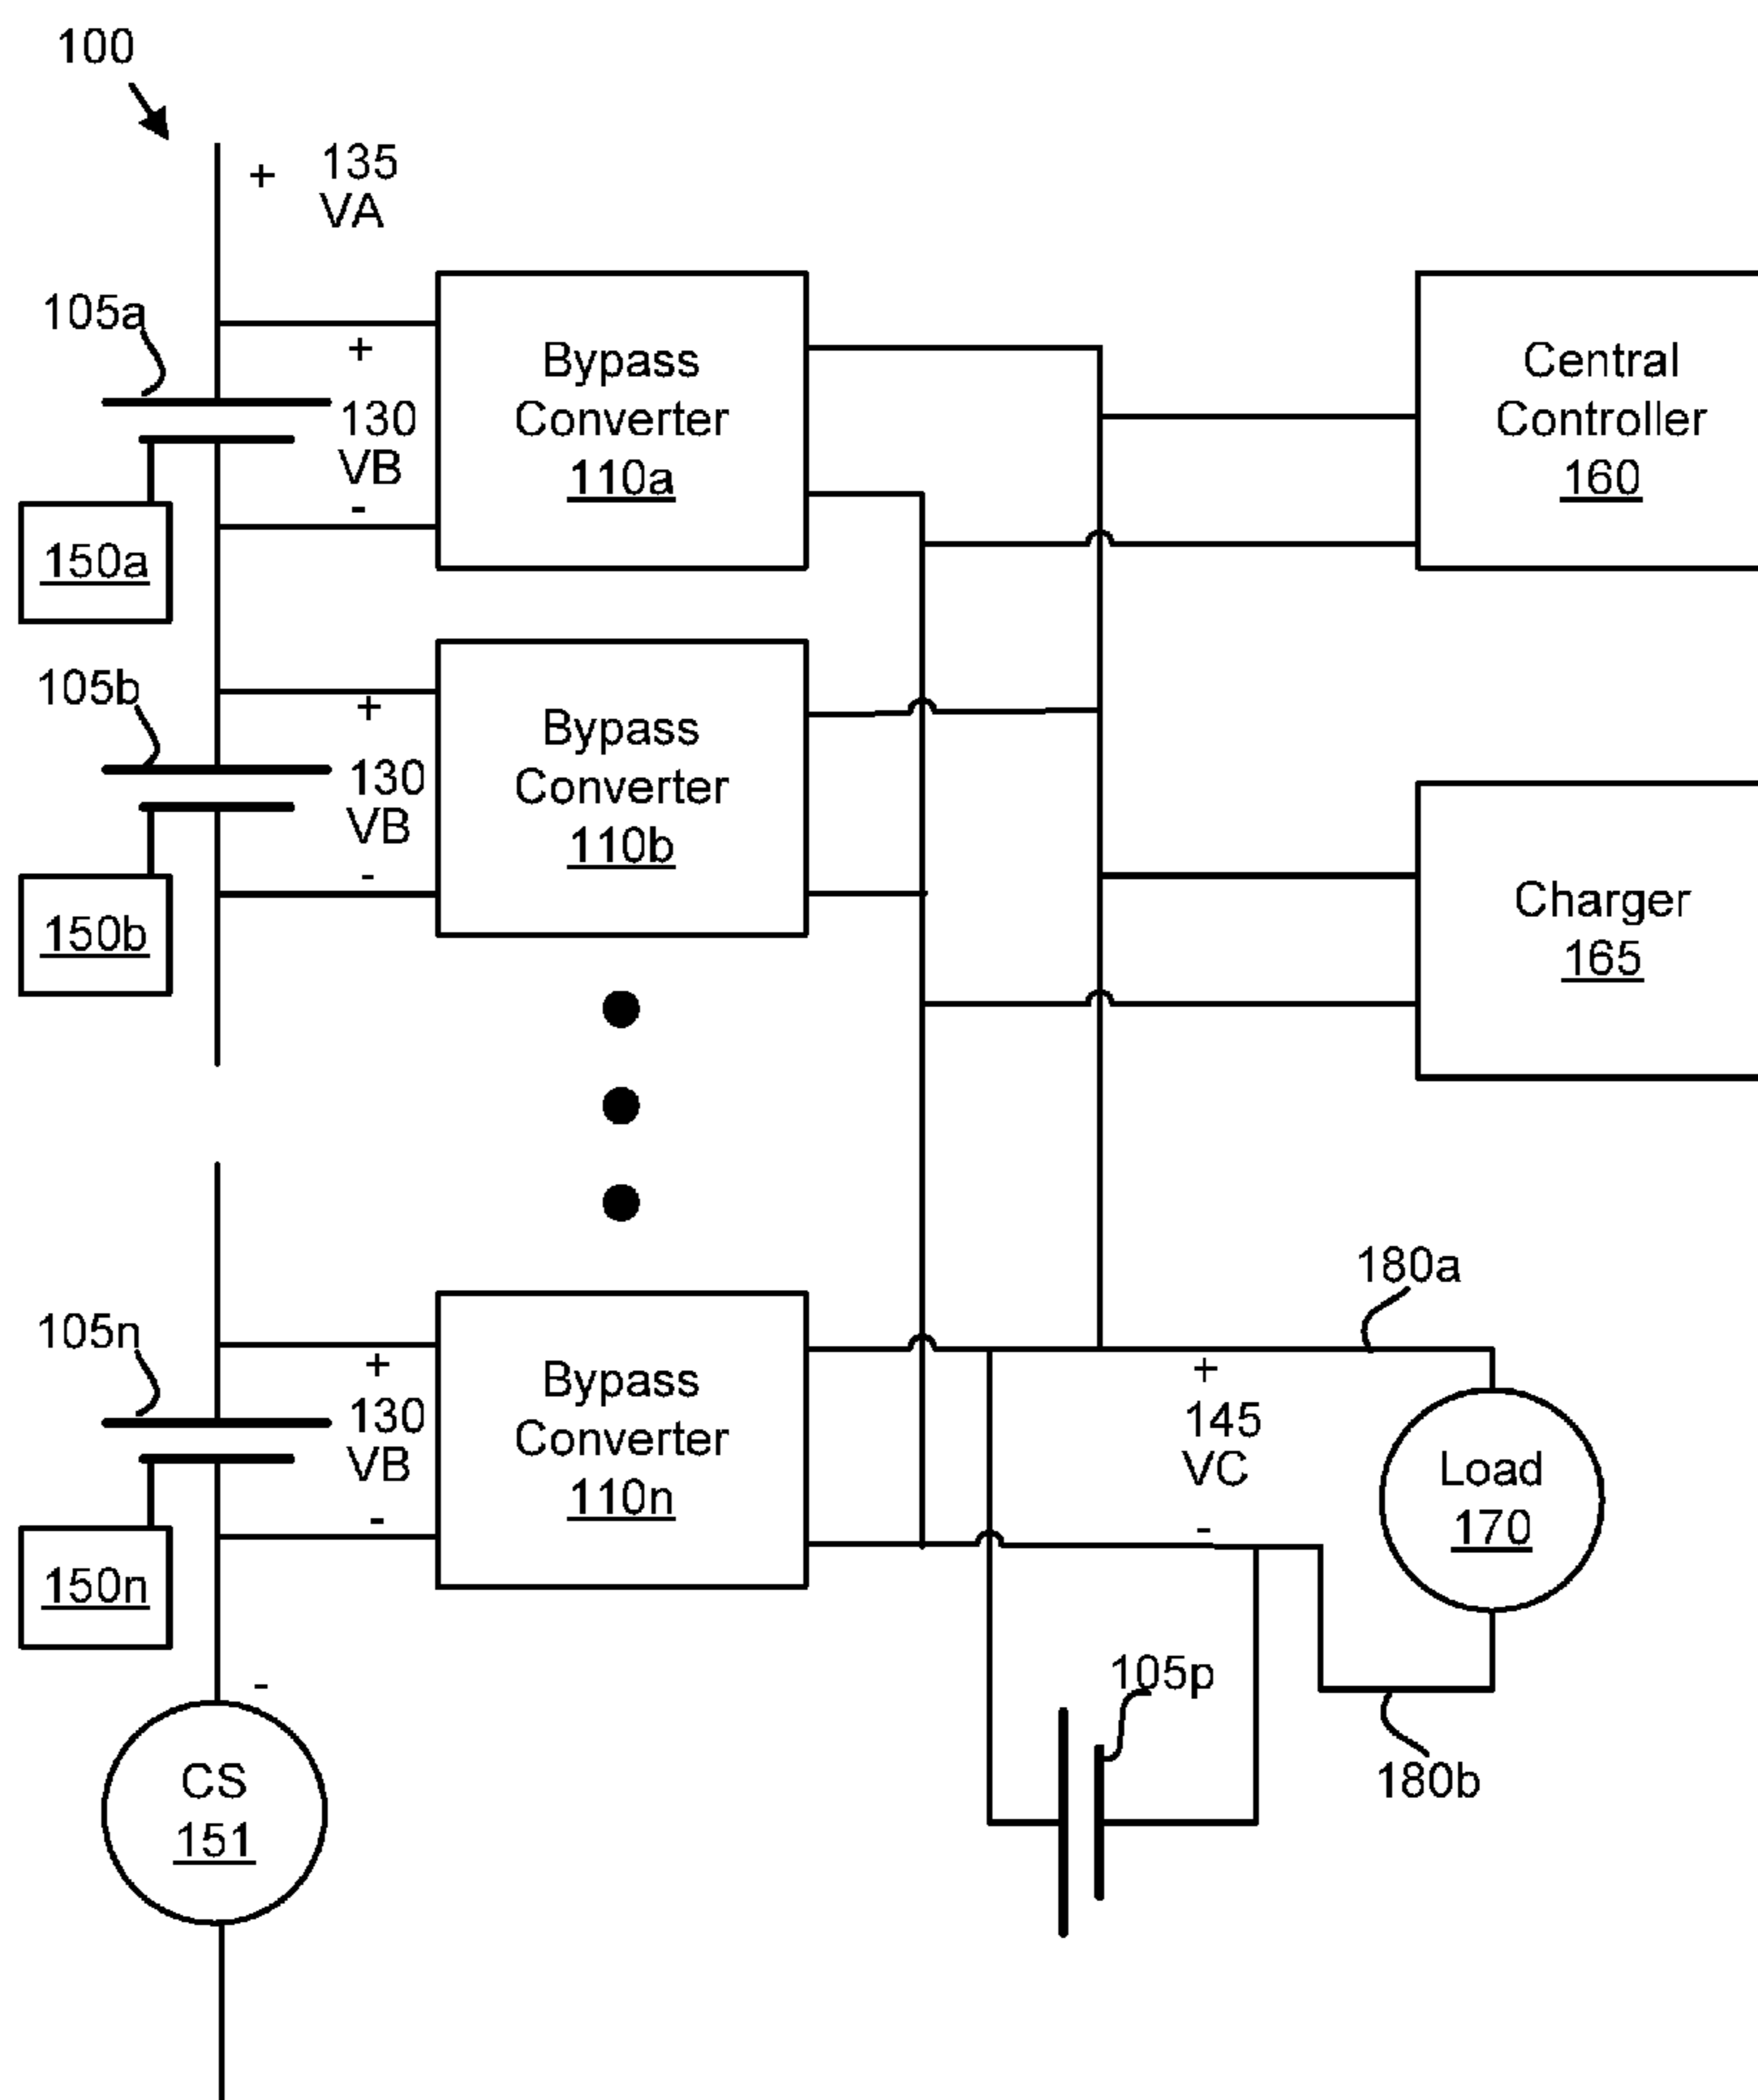 100
+
135
VA
105a
+
130
VB
-
150a
Bypass
Converter
110a
Central
Controller
160
105b
+
130
VB
-
150b
Bypass
Converter
110b
Charger
165
105n
+
130
VB
-
150n
Bypass
Converter
110n
180a
+
145
VC
-
Load
170
105p
180b
-
CS
151